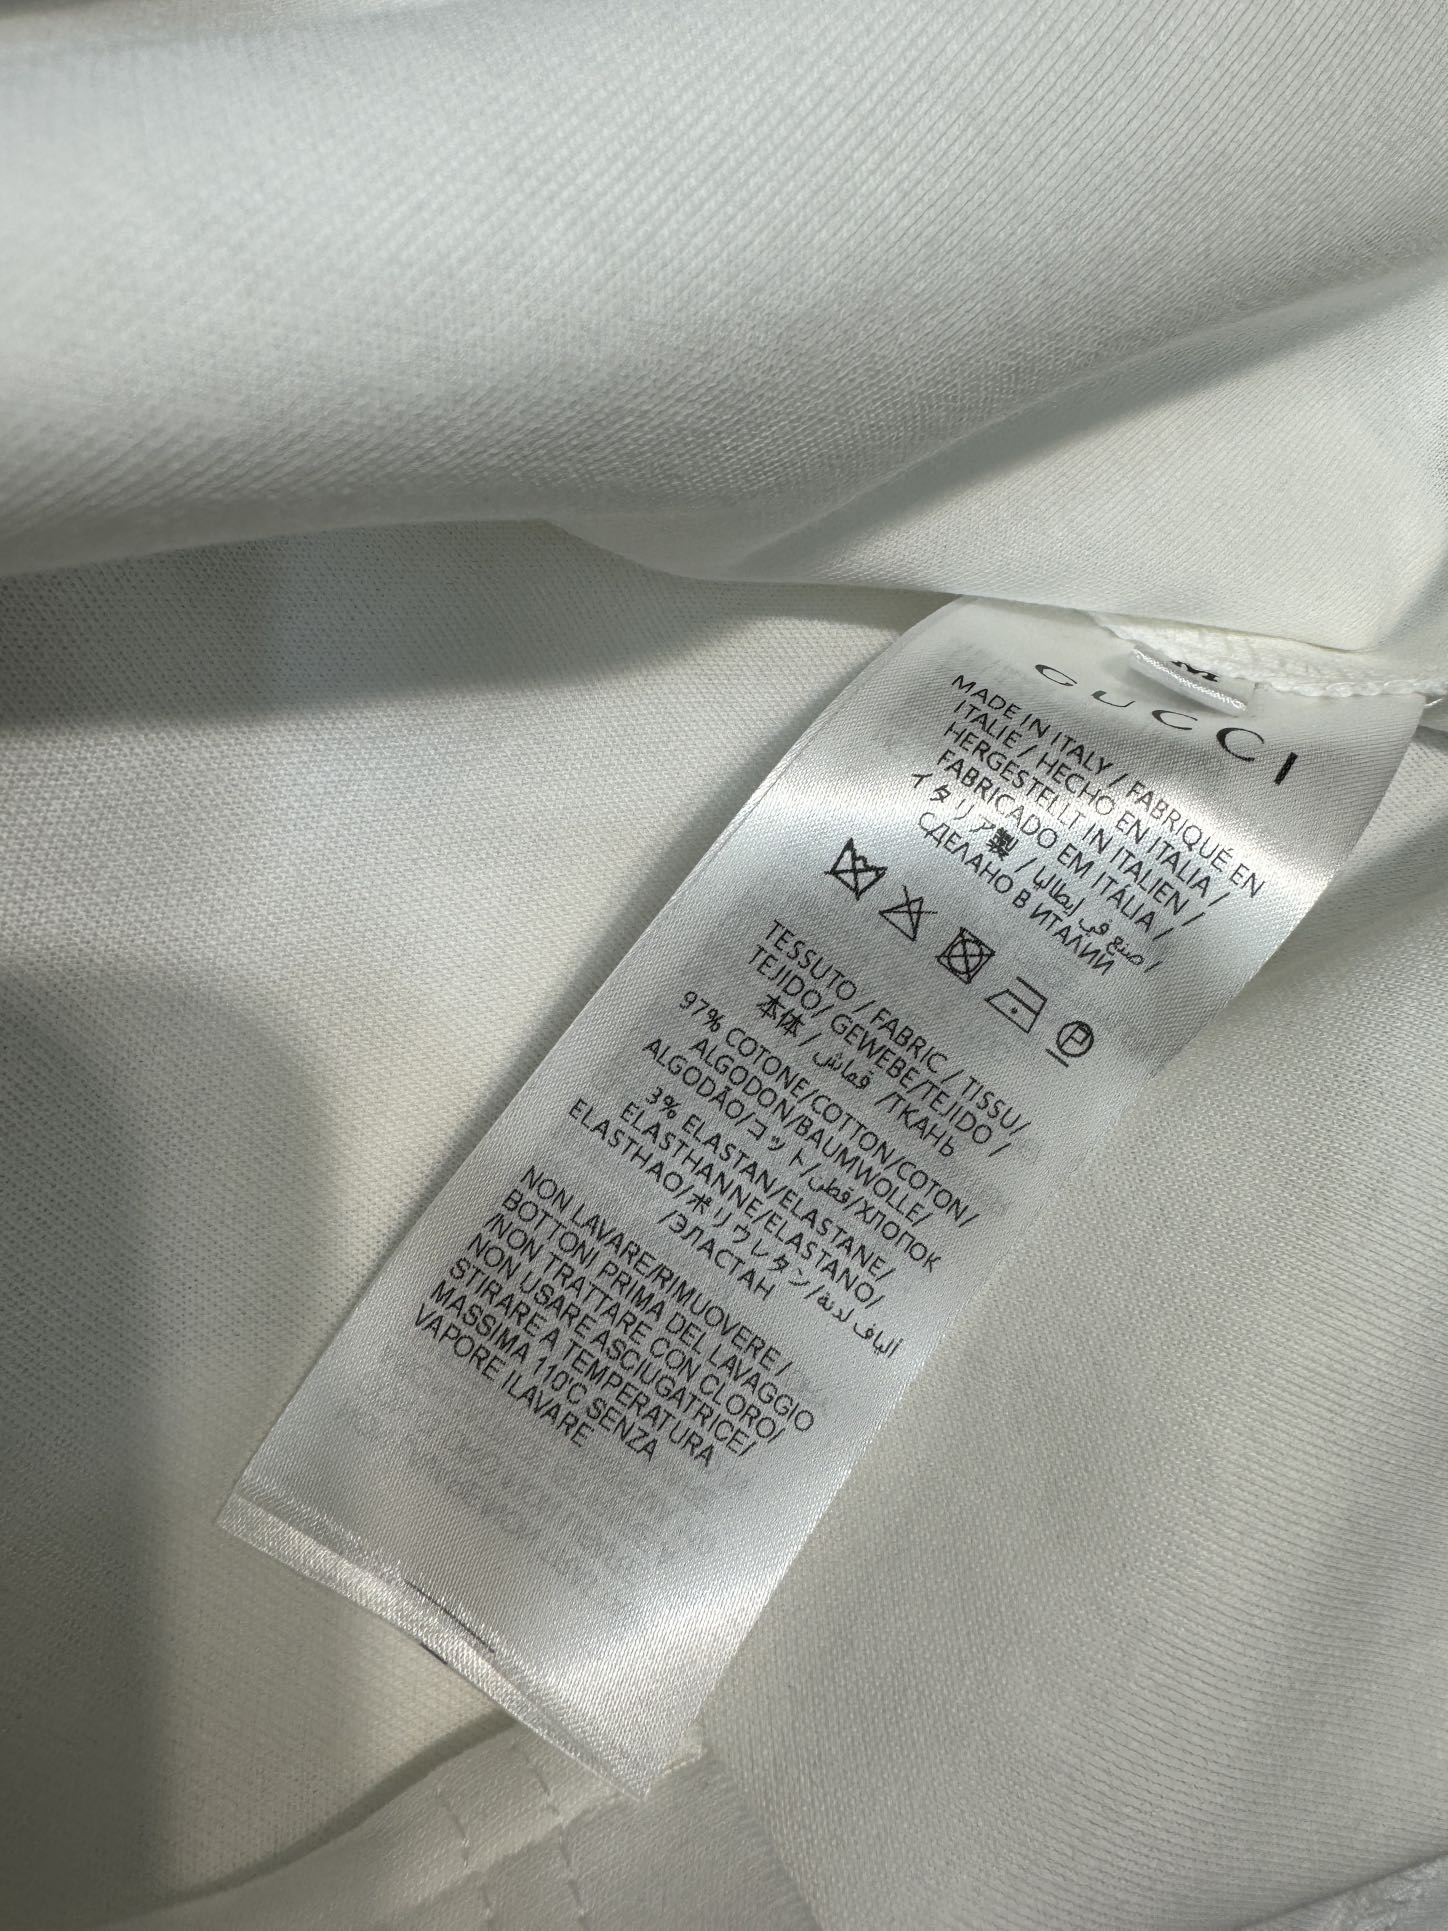 M
GUCCI
MADE IN ITALY / FABRIQUÉ EN
ITALIE / HECHO EN ITALIA /
HERGESTELLT IN ITALIEN /
FABRICADO EM ITÁLIA /
イタリア製 / صنع في إيطاليا /
СДЕЛАНО В ИТАЛИИ
P
TESSUTO / FABRIC / TISSU/
TEJIDO/ GEWEBE/TEJIDO /
本体 / قماش /ТКАНЬ
97% COTONE/COTTON/COTON/
ALGODON/BAUMWOLLE/
ALGODÃO/コット/قطن/ХЛОПОК
3% ELASTAN/ELASTANE/
ELASTHANNE/ELASTANO/
ELASTHAO/ポリウレタン/ألياف لدنة
/ЭЛАСТАН
NON LAVARE/RIMUOVERE /
BOTTONI PRIMA DEL LAVAGGIO
/NON TRATTARE CON CLORO/
NON USARE ASCIUGATRICE/
STIRARE A TEMPERATURA
MASSIMA 110'C SENZA
VAPORE ILAVARE